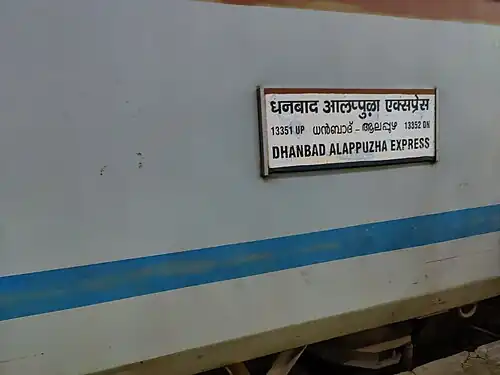 धनबाद आलप्पुळा एक्सप्रेस
13351 UP ധൻബാദ് - ആലപ്പുഴ 13352 DN
DHANBAD ALAPPUZHA EXPRESS